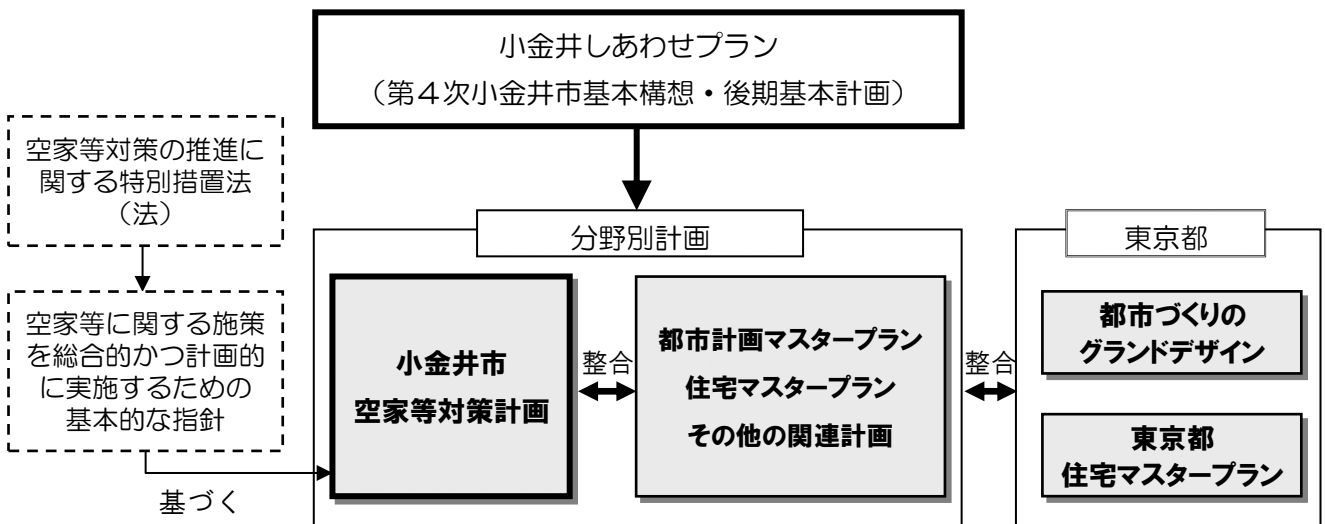 小金井しあわせプラン
（第４次小金井市基本構想・後期基本計画）
空家等対策の推進に
関する特別措置法
（法）
空家等に関する施策
を総合的かつ計画的
に実施するための
基本的な指針
基づく
分野別計画
小金井市
空家等対策計画
整合
都市計画マスタープラン
住宅マスタープラン
その他の関連計画
整合
東京都
都市づくりの
グランドデザイン
東京都
住宅マスタープラン